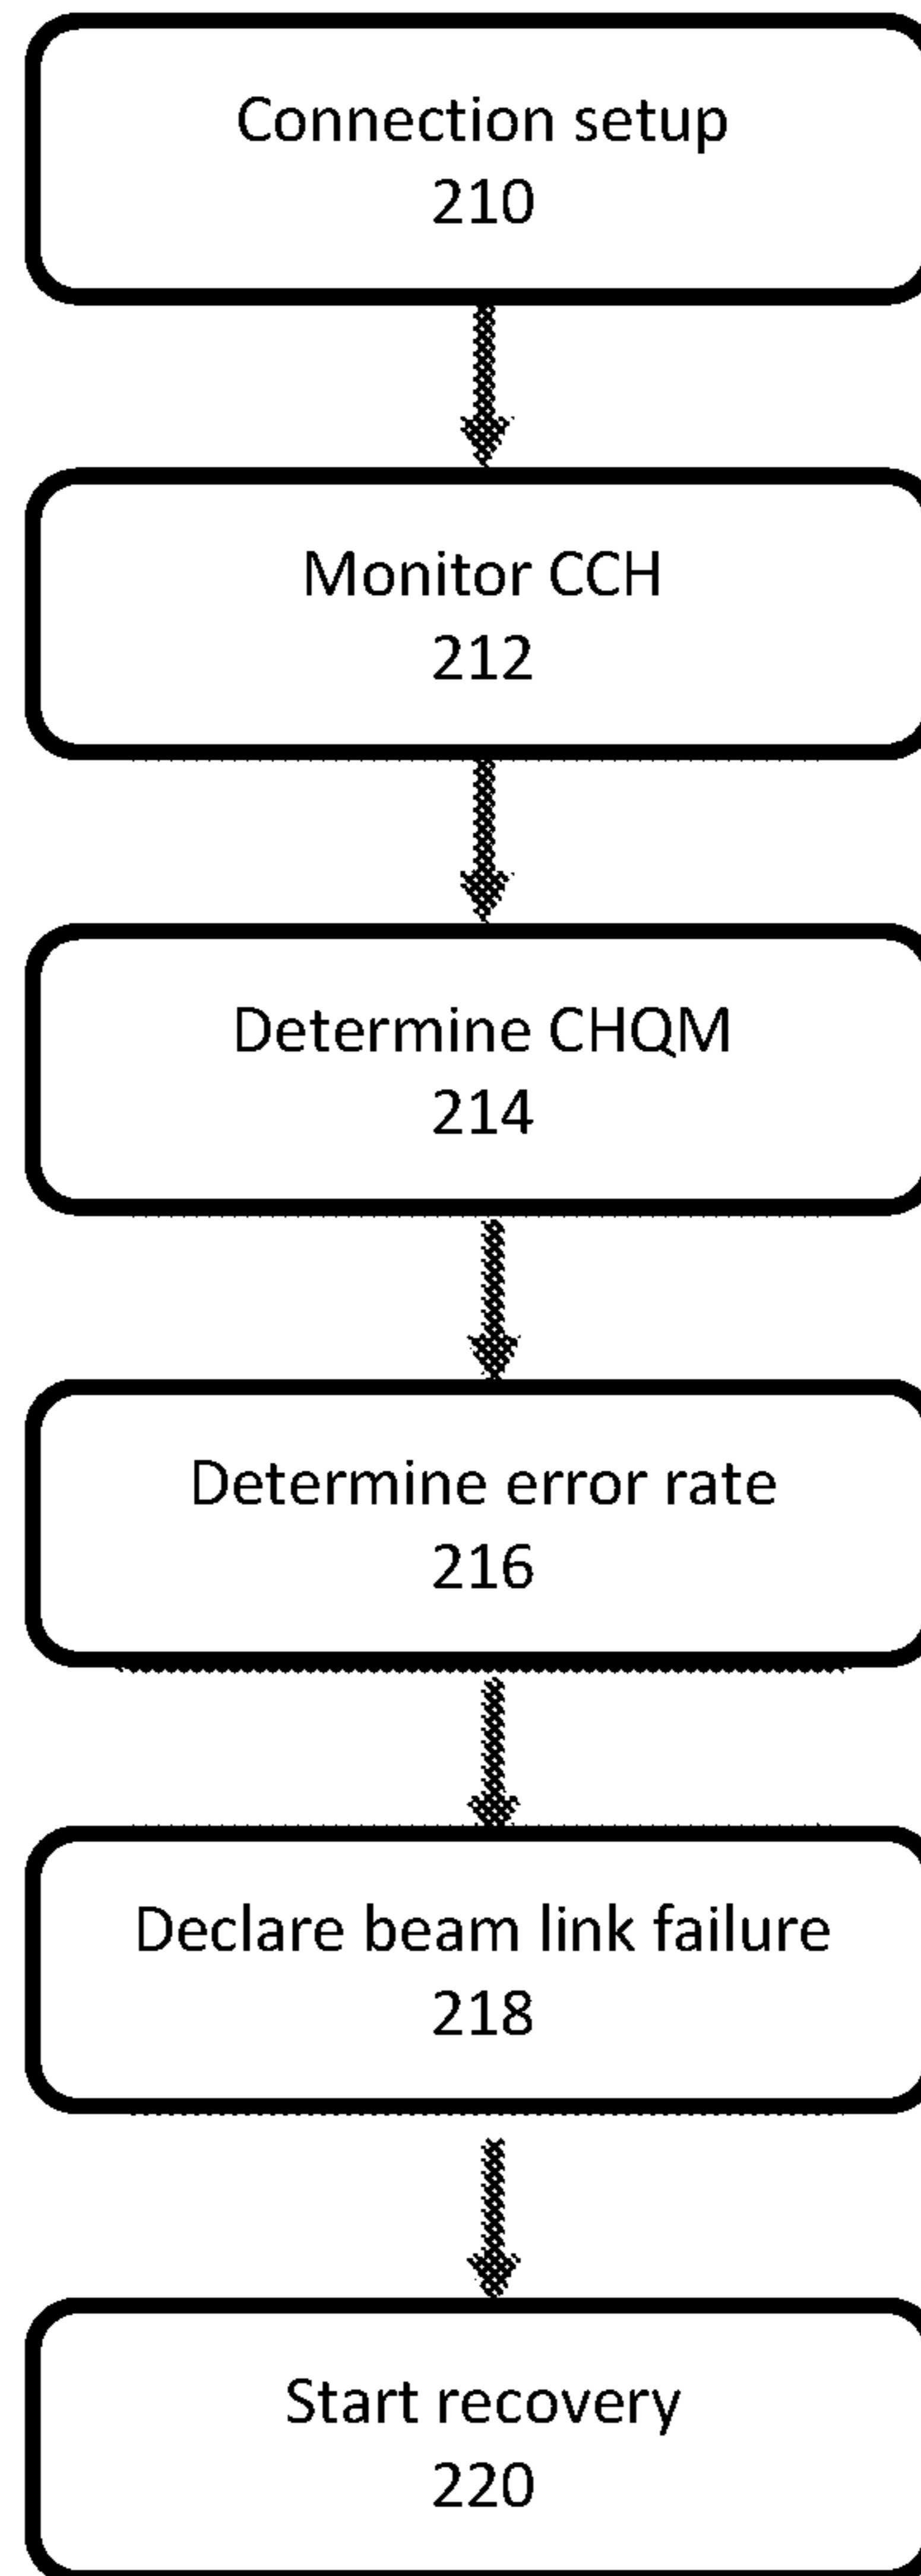 Connection setup
210
Monitor CCH
212
Determine CHQM
214
Determine error rate
216
Declare beam link failure
218
Start recovery
220